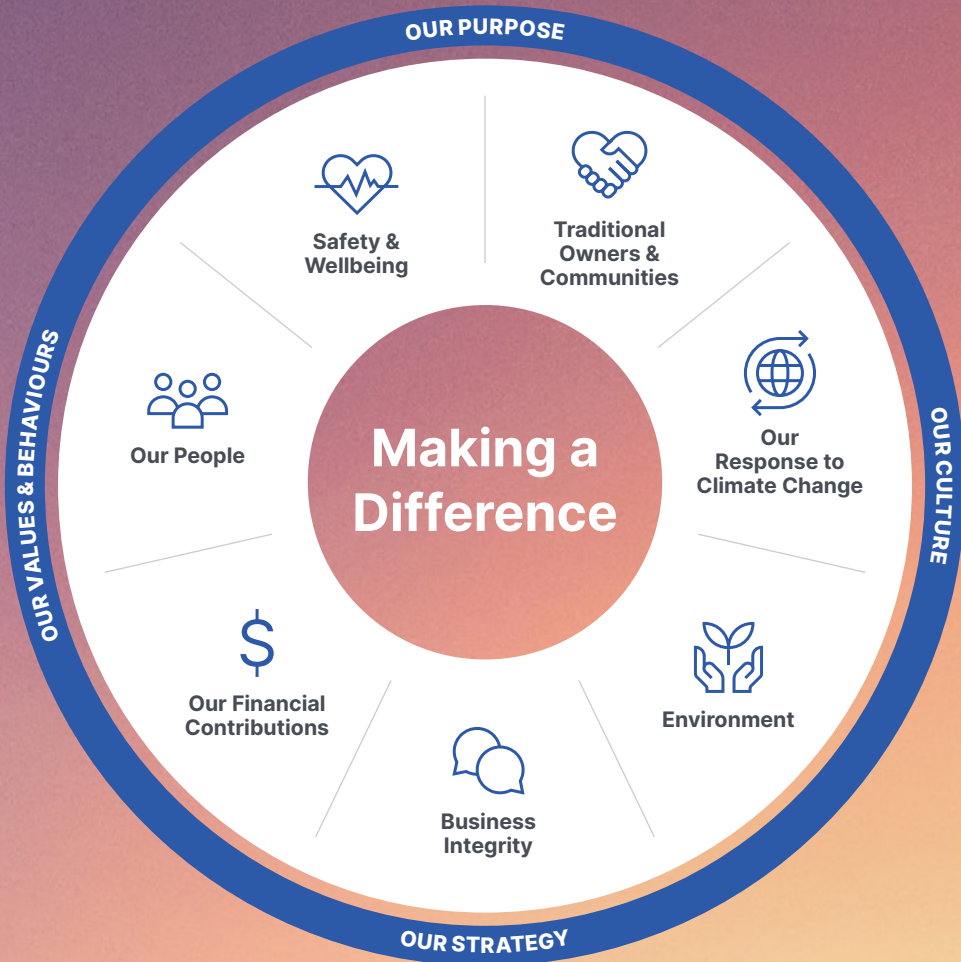 OUR PURPOSE
Safety &
Wellbeing
Traditional
Owners &
Communities
OUR VALUES & BEHAVIOURS
Our People
Making a
Difference
Our
Response to
Climate Change
OUR CULTURE
$
Our Financial
Contributions
Environment
Business
Integrity
OUR STRATEGY